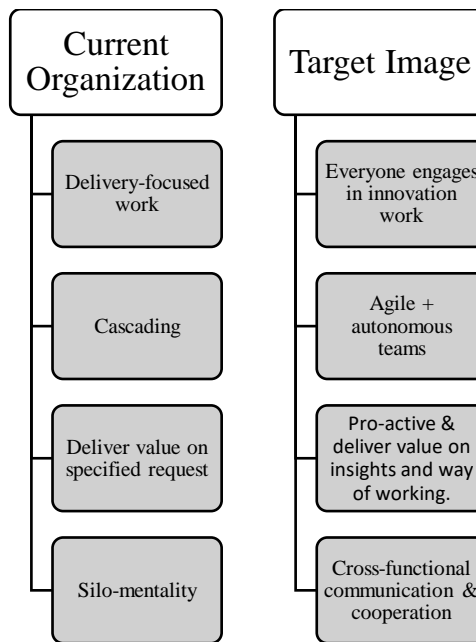 Current
Organization
Delivery-focused
work
Cascading
Deliver value on
specified request
Silo-mentality
Target Image
Everyone engages
in innovation
work
Agile +
autonomous
teams
Pro-active &
deliver value on
insights and way
of working.
Cross-functional
communication &
cooperation